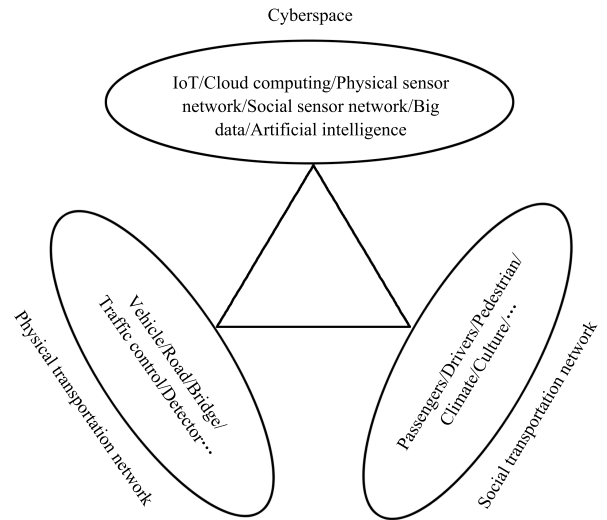 Cyberspace
IoT/Cloud computing/Physical sensor
network/Social sensor network/Big
data/Artificial intelligence
Vehicle/Road/Bridge/
Traffic control/Detector···
Physical transportation network
Passengers/Drivers/Pedestrian/
Climate/Culture/···
Social transportation network